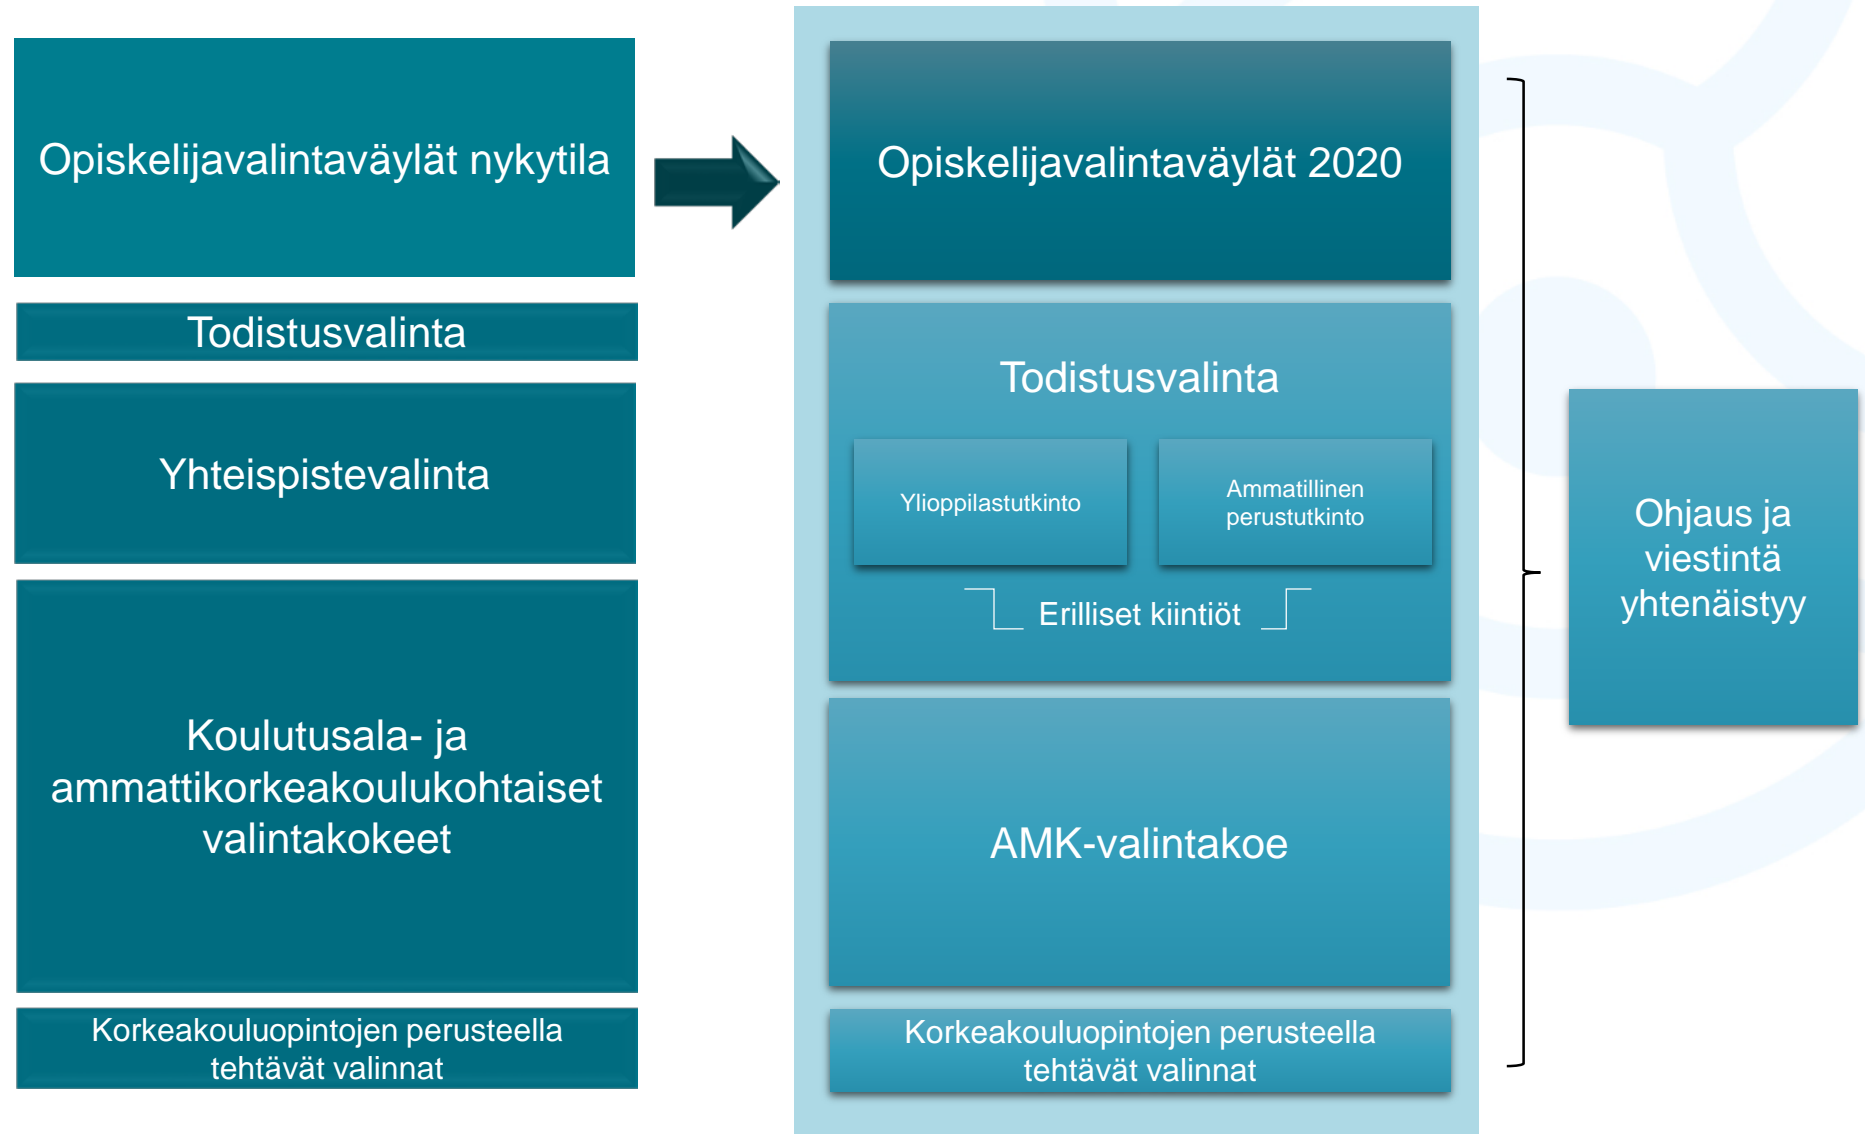 Opiskelijavalintaväylät nykytila
Todistusvalinta
Yhteispistevalinta
Koulutusala- ja
ammattikorkeakoulukohtaiset
valintakokeet
Korkeakouluopintojen perusteella
tehtävät valinnat
Opiskelijavalintaväylät 2020
Todistusvalinta
Ylioppilastutkinto
Ammatillinen
perustutkinto
Erilliset kiintiöt
AMK-valintakoe
Korkeakouluopintojen perusteella
tehtävät valinnat
Ohjaus ja
viestintä
yhtenäistyy